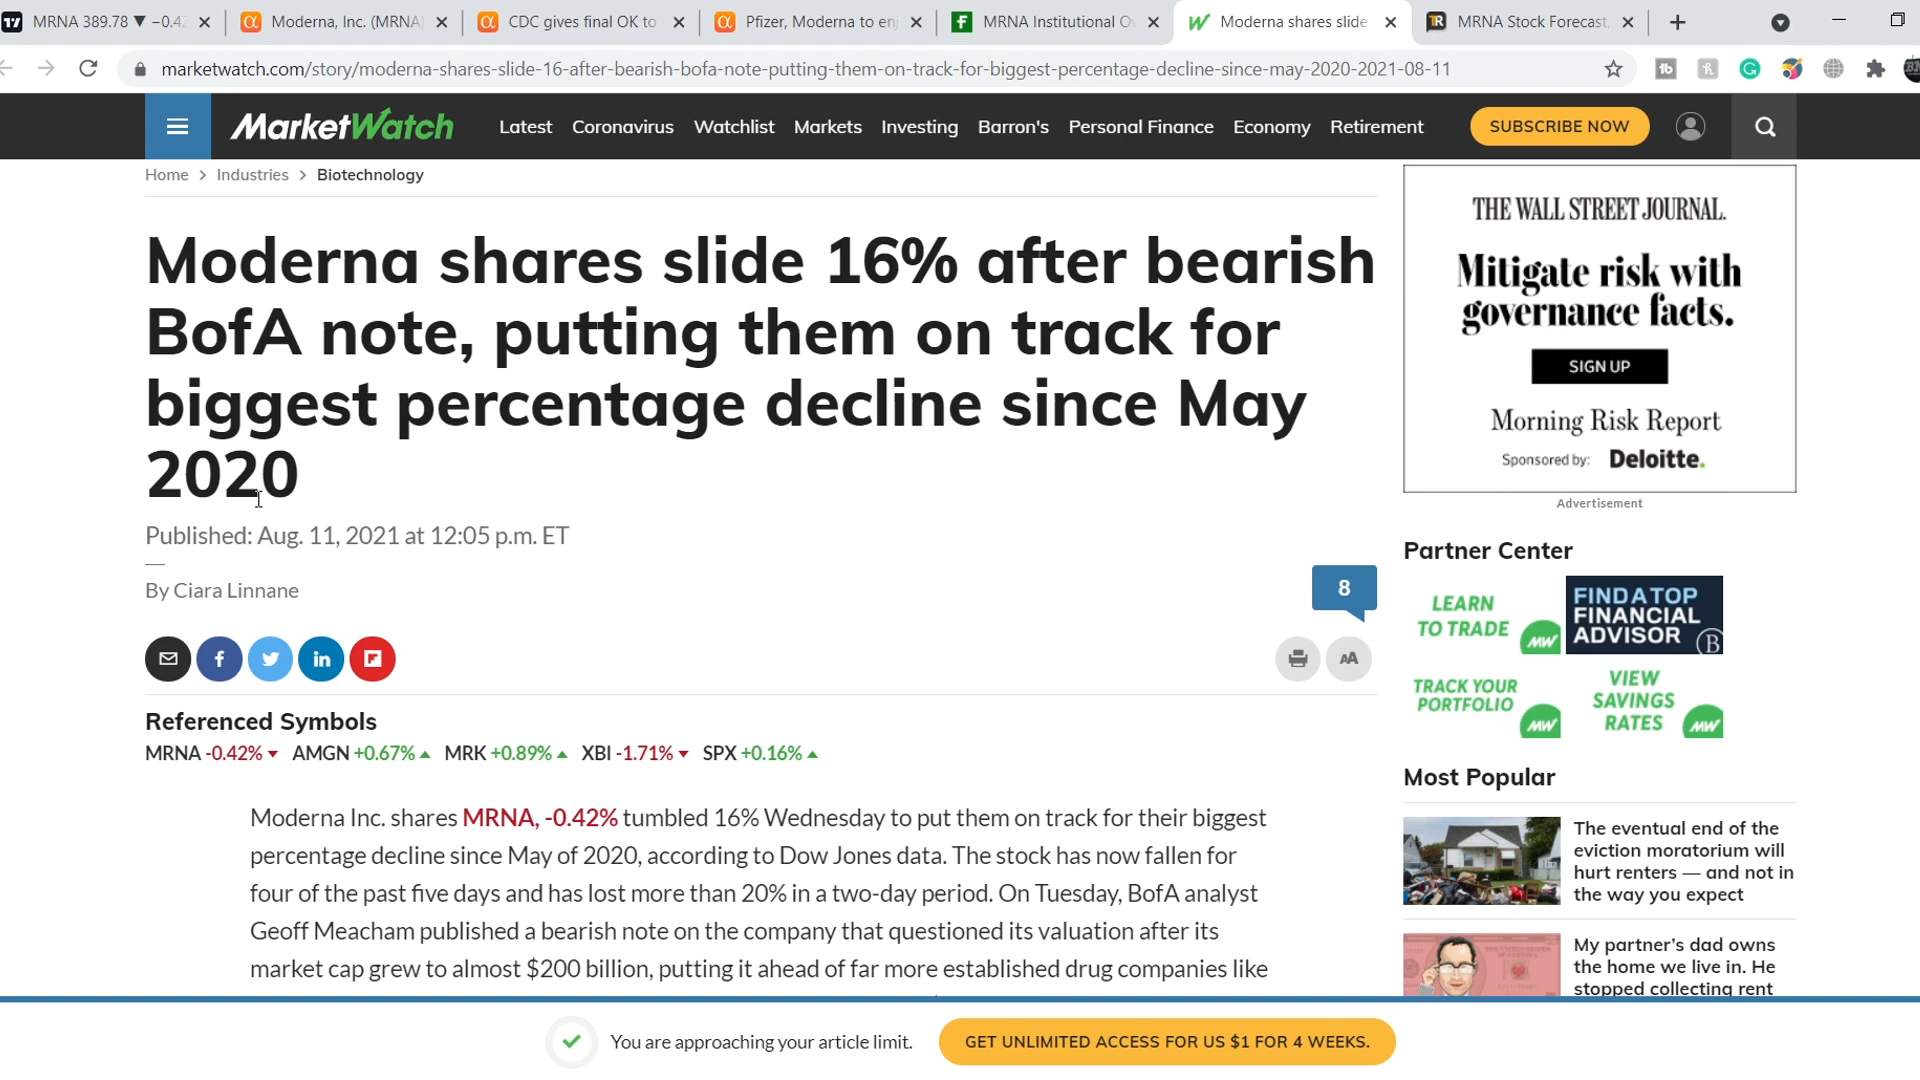 MRNA 389.78 ▼ −0.42
Moderna, Inc. (MRNA)
CDC gives final OK to
Pfizer, Moderna to enj
MRNA Institutional Ow
Moderna shares slide
MRNA Stock Forecast,
marketwatch.com/story/moderna-shares-slide-16-after-bearish-bofa-note-putting-them-on-track-for-biggest-percentage-decline-since-may-2020-2021-08-11
MarketWatch Latest Coronavirus Watchlist Markets Investing Barron's Personal Finance Economy Retirement SUBSCRIBE NOW
Home > Industries > Biotechnology
Moderna shares slide 16% after bearish
BofA note, putting them on track for
biggest percentage decline since May
2020
Published: Aug. 11, 2021 at 12:05 p.m. ET
By Ciara Linnane
8
AA
Referenced Symbols
MRNA -0.42% AMGN +0.67% MRK +0.89% XBI -1.71% SPX +0.16%
Moderna Inc. shares MRNA, -0.42% tumbled 16% Wednesday to put them on track for their biggest
percentage decline since May of 2020, according to Dow Jones data. The stock has now fallen for
four of the past five days and has lost more than 20% in a two-day period. On Tuesday, BofA analyst
Geoff Meacham published a bearish note on the company that questioned its valuation after its
market cap grew to almost $200 billion, putting it ahead of far more established drug companies like
THE WALL STREET JOURNAL.
Mitigate risk with
governance facts.
SIGN UP
Morning Risk Report
Sponsored by: Deloitte.
Advertisement
Partner Center
LEARN
TO TRADE
MW
FIND A TOP
FINANCIAL
ADVISOR
B
TRACK YOUR
PORTFOLIO
MW
VIEW
SAVINGS
RATES
MW
Most Popular
The eventual end of the
eviction moratorium will
hurt renters — and not in
the way you expect
My partner's dad owns
the home we live in. He
stopped collecting rent
You are approaching your article limit.
GET UNLIMITED ACCESS FOR US $1 FOR 4 WEEKS.